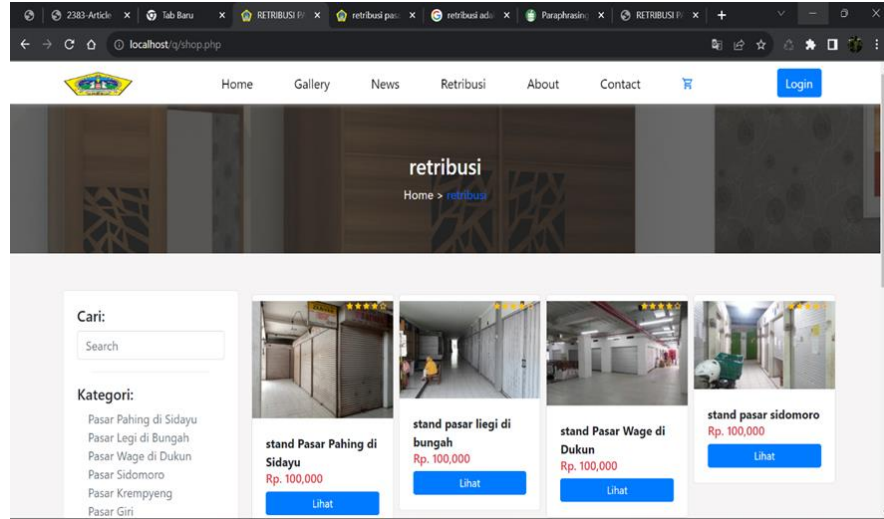 2383-Article
Tab Baru
RETRIBUSI PA
retribusi pasa
retribusi adal
Paraphrasing
RETRIBUSI P
localhost/q/shop.php
Home
Gallery
News
Retribusi
About
Contact
Login
retribusi
Home > retribusi
Cari:
Search
Kategori:
Pasar Pahing di Sidayu
Pasar Legi di Bungah
Pasar Wage di Dukun
Pasar Sidomoro
Pasar Krempyeng
Pasar Giri
stand Pasar Pahing di
Sidayu
Rp. 100,000
Lihat
stand pasar liegi di
bungah
Rp. 100,000
Lihat
stand Pasar Wage di
Dukun
Rp. 100,000
Lihat
stand pasar sidomoro
Rp. 100,000
Lihat